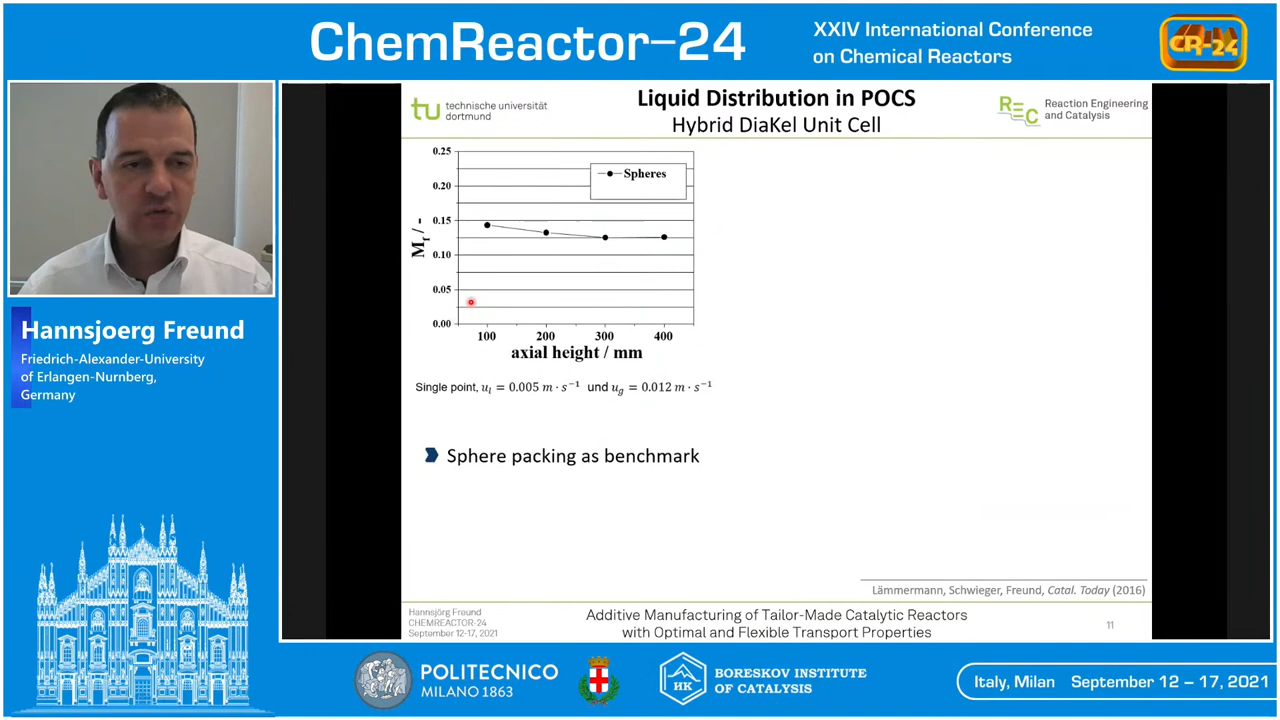 ChemReactor-24
XXIV International Conference
on Chemical Reactors
CR-24
tu technische universität
dortmund
Liquid Distribution in POCS
Hybrid DiaKel Unit Cell
REC Reaction Engineering
and Catalysis
0.25
0.20
0.15
0.10
0.05
0.00
Mf / -
Spheres
100 200 300 400
axial height / mm
Single point, ul = 0.005 m · s⁻¹ und ug = 0.012 m · s⁻¹
Sphere packing as benchmark
Lämmermann, Schwieger, Freund, Catal. Today (2016)
Hannsjörg Freund
CHEMREACTOR-24
September 12-17, 2021
Additive Manufacturing of Tailor-Made Catalytic Reactors
with Optimal and Flexible Transport Properties
11
Hannsjoerg Freund
Friedrich-Alexander-University
of Erlangen-Nurnberg,
Germany
POLITECNICO
MILANO 1863
HK
BORESKOV INSTITUTE
OF CATALYSIS
Italy, Milan September 12 – 17, 2021